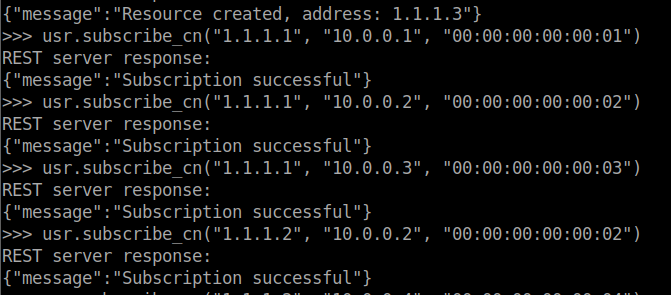 {"message":"Resource created, address: 1.1.1.3"}
>>> usr.subscribe_cn("1.1.1.1", "10.0.0.1", "00:00:00:00:00:01")
REST server response:
{"message":"Subscription successful"}
>>> usr.subscribe_cn("1.1.1.1", "10.0.0.2", "00:00:00:00:00:02")
REST server response:
{"message":"Subscription successful"}
>>> usr.subscribe_cn("1.1.1.1", "10.0.0.3", "00:00:00:00:00:03")
REST server response:
{"message":"Subscription successful"}
>>> usr.subscribe_cn("1.1.1.2", "10.0.0.2", "00:00:00:00:00:02")
REST server response:
{"message":"Subscription successful"}